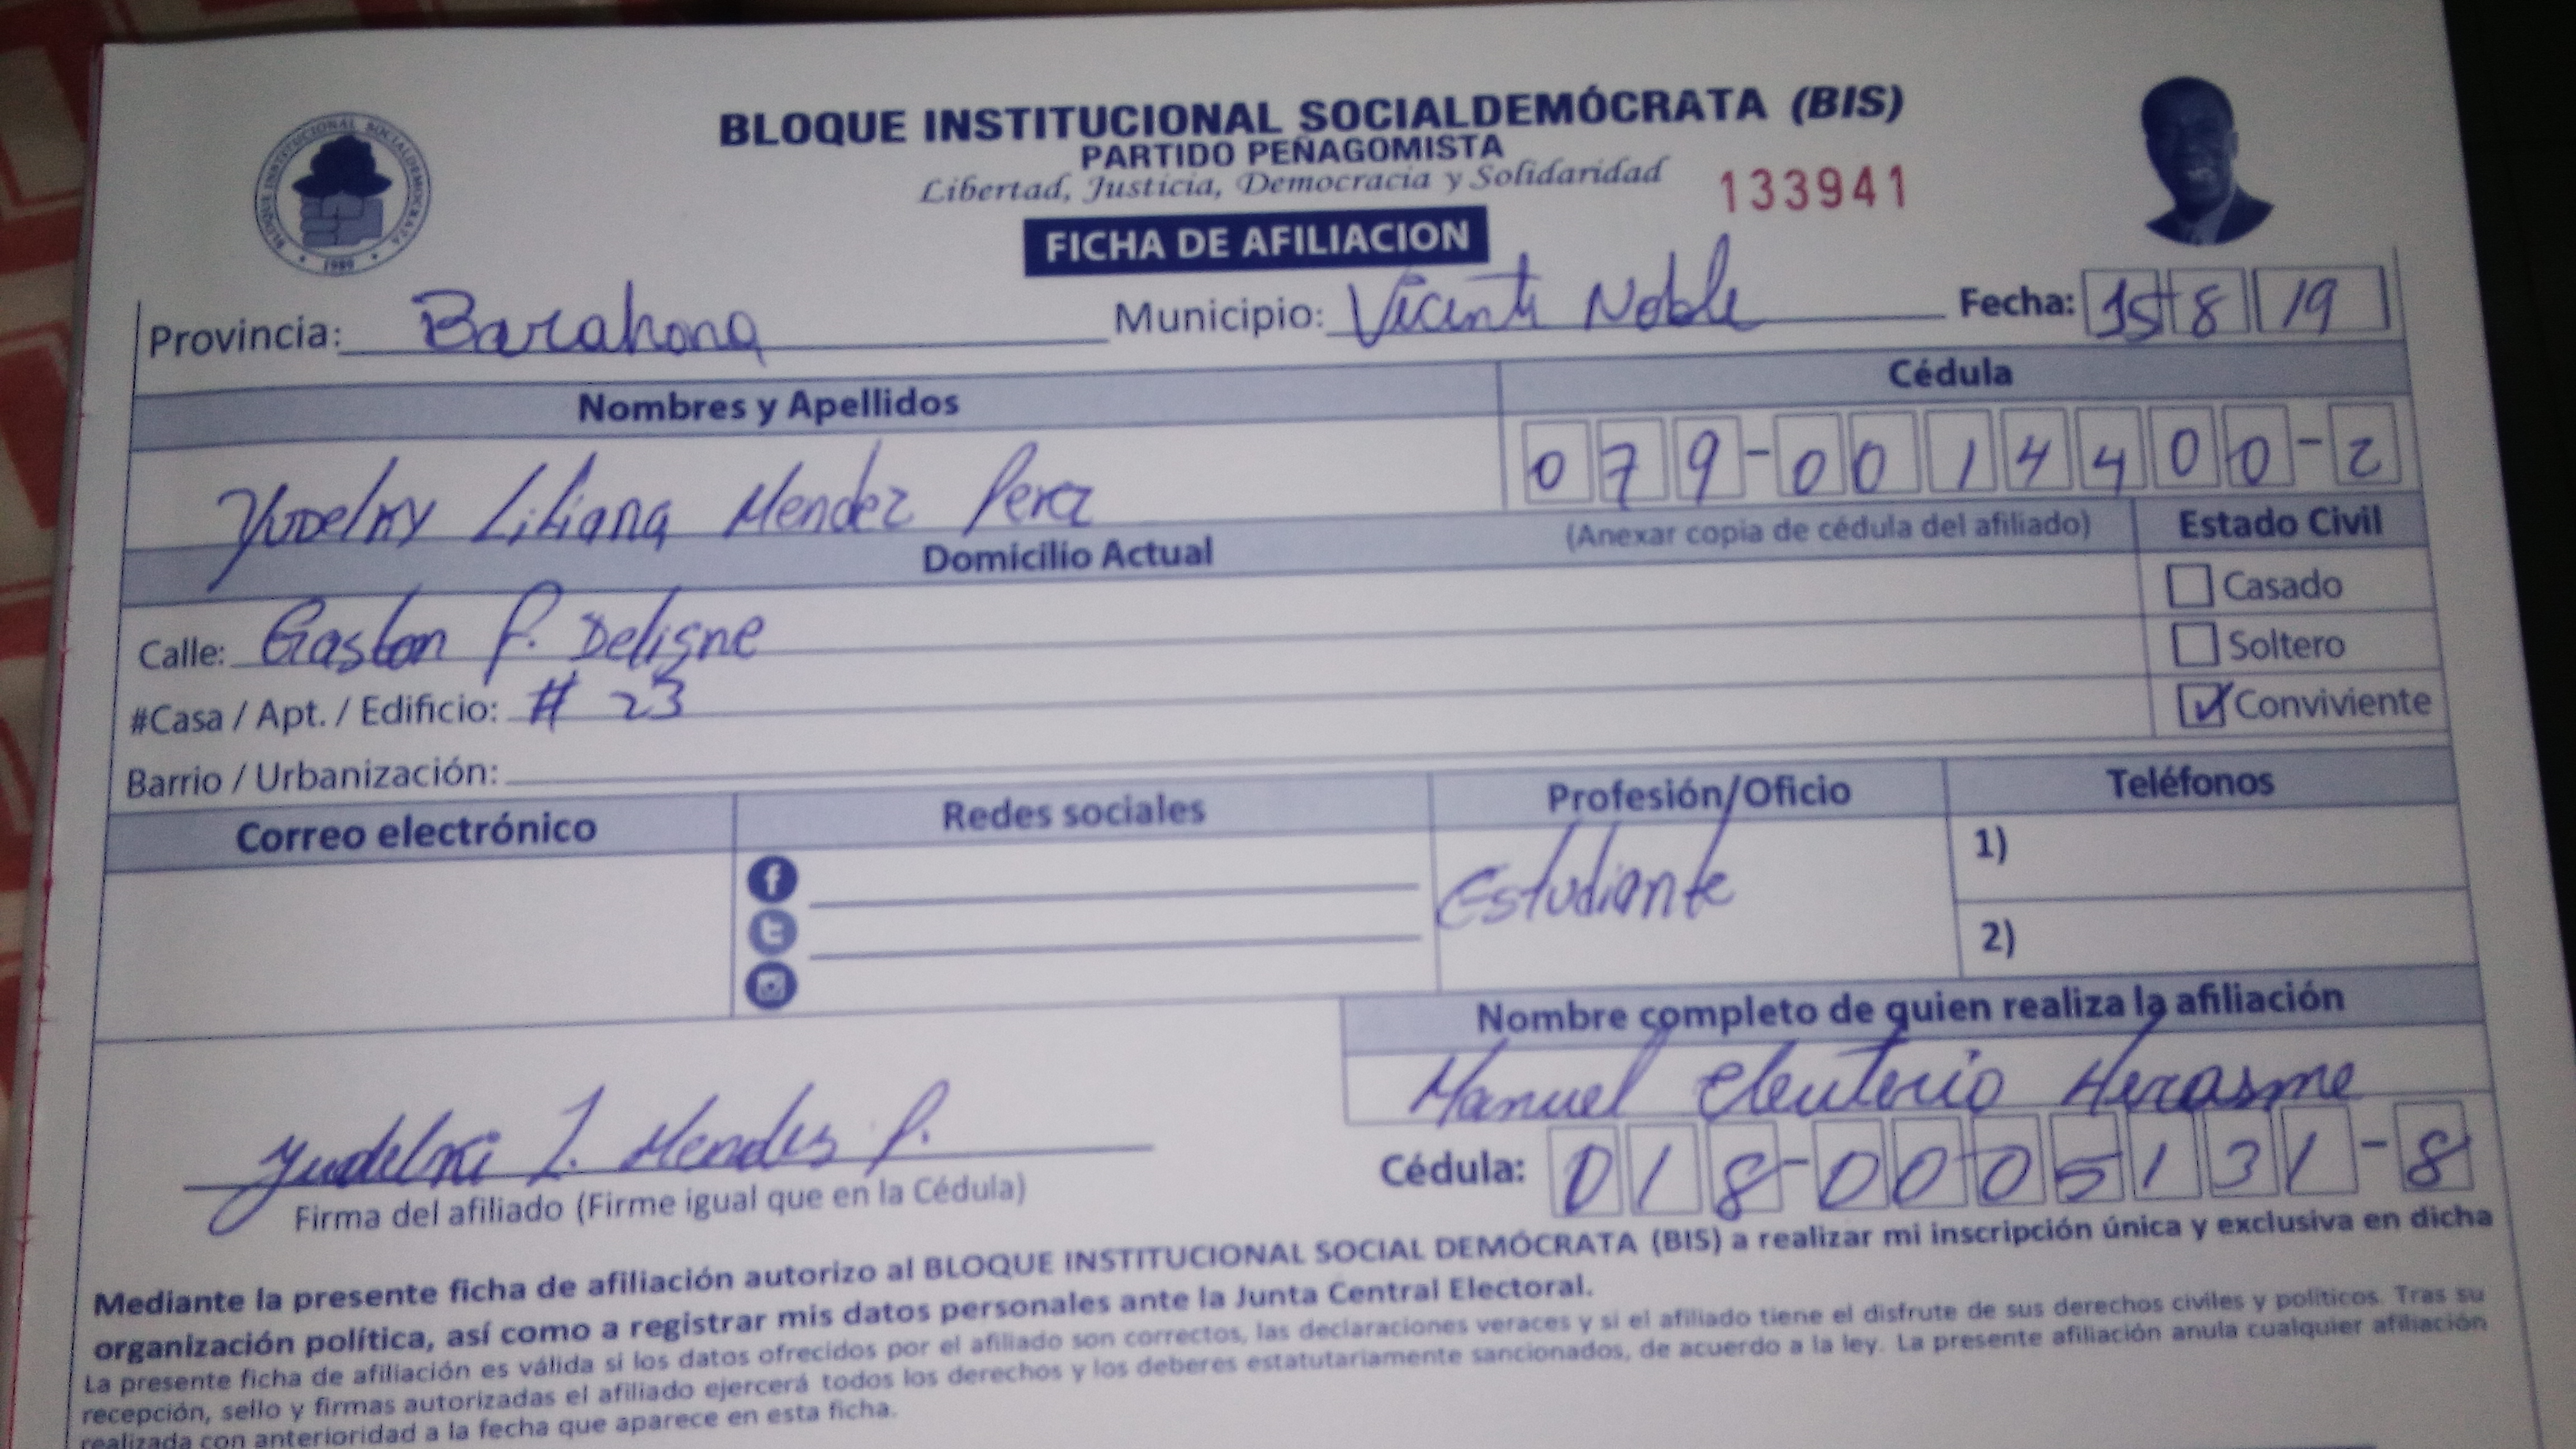 BLOQUE INSTITUCIONAL SOCIALDEMÓCRATA (BIS)
PARTIDO PEÑAGOMISTA
Libertad, Justicia, Democracia y Solidaridad
133941
BLOQUE INSTITUCIONAL SOCIALDEMOCRATA
1989
FICHA DE AFILIACION
Provincia: Barahona Municipio: Vicente Noble Fecha: 15 8 19
Nombres y Apellidos Cédula
Yudelky Liliana Mendez Perez 079-0014400-2
Domicilio Actual (Anexar copia de cédula del afiliado) Estado Civil
Casado
Calle: Gaston F. Deligne
Soltero
#Casa / Apt. / Edificio: # 23
Conviviente
Barrio / Urbanización:
Correo electrónico Redes sociales Profesión/Oficio Teléfonos
1)
Estudiante
2)
Nombre completo de quien realiza la afiliación
Manuel Eleuterio Herasme
Yudelki L. Mendes P.
Cédula: 018-0005131-8
Firma del afiliado (Firme igual que en la Cédula)
Mediante la presente ficha de afiliación autorizo al BLOQUE INSTITUCIONAL SOCIAL DEMÓCRATA (BIS) a realizar mi inscripción única y exclusiva en dicha
organización política, así como a registrar mis datos personales ante la Junta Central Electoral.
La presente ficha de afiliación es válida si los datos ofrecidos por el afiliado son correctos, las declaraciones veraces y si el afiliado tiene el disfrute de sus derechos civiles y políticos. Tras su
recepción, sello y firmas autorizadas el afiliado ejercerá todos los derechos y los deberes estatutariamente sancionados, de acuerdo a la ley. La presente afiliación anula cualquier afiliación
realizada con anterioridad a la fecha que aparece en esta ficha.